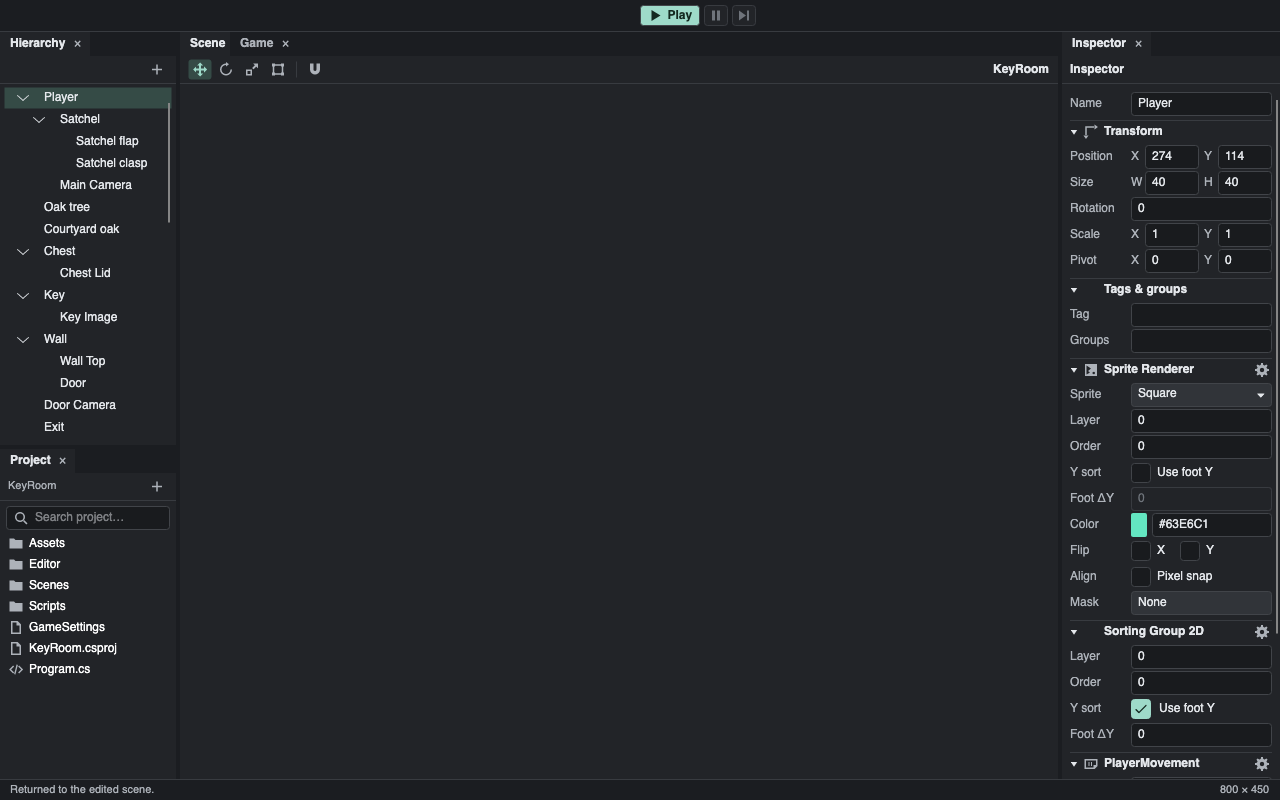 Play
Hierarchy ×
Scene Game ×
Inspector ×
KeyRoom
Inspector
Player
Satchel
Satchel flap
Satchel clasp
Main Camera
Oak tree
Courtyard oak
Chest
Chest Lid
Key
Key Image
Wall
Wall Top
Door
Door Camera
Exit
Project ×
KeyRoom
Search project...
Assets
Editor
Scenes
Scripts
GameSettings
KeyRoom.csproj
Program.cs
Name Player
Transform
Position X 274 Y 114
Size W 40 H 40
Rotation 0
Scale X 1 Y 1
Pivot X 0 Y 0
Tags & groups
Tag
Groups
Sprite Renderer
Sprite Square
Layer 0
Order 0
Y sort Use foot Y
Foot ΔY 0
Color #63E6C1
Flip X Y
Align Pixel snap
Mask None
Sorting Group 2D
Layer 0
Order 0
Y sort Use foot Y
Foot ΔY 0
PlayerMovement
Returned to the edited scene.
800 × 450